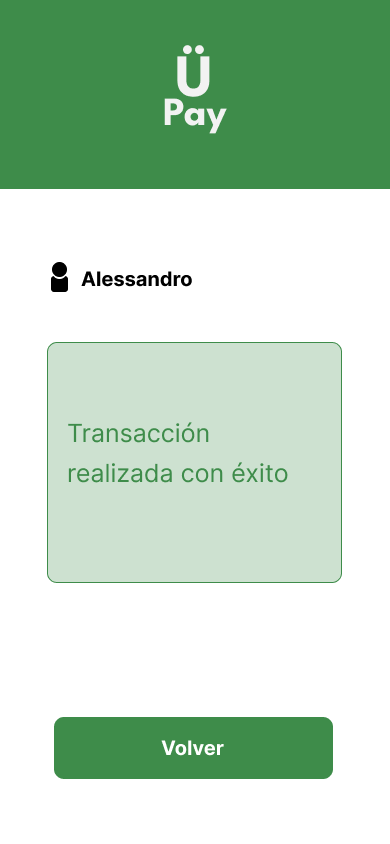 Ü
Pay
Alessandro
Transacción
realizada con éxito
Volver